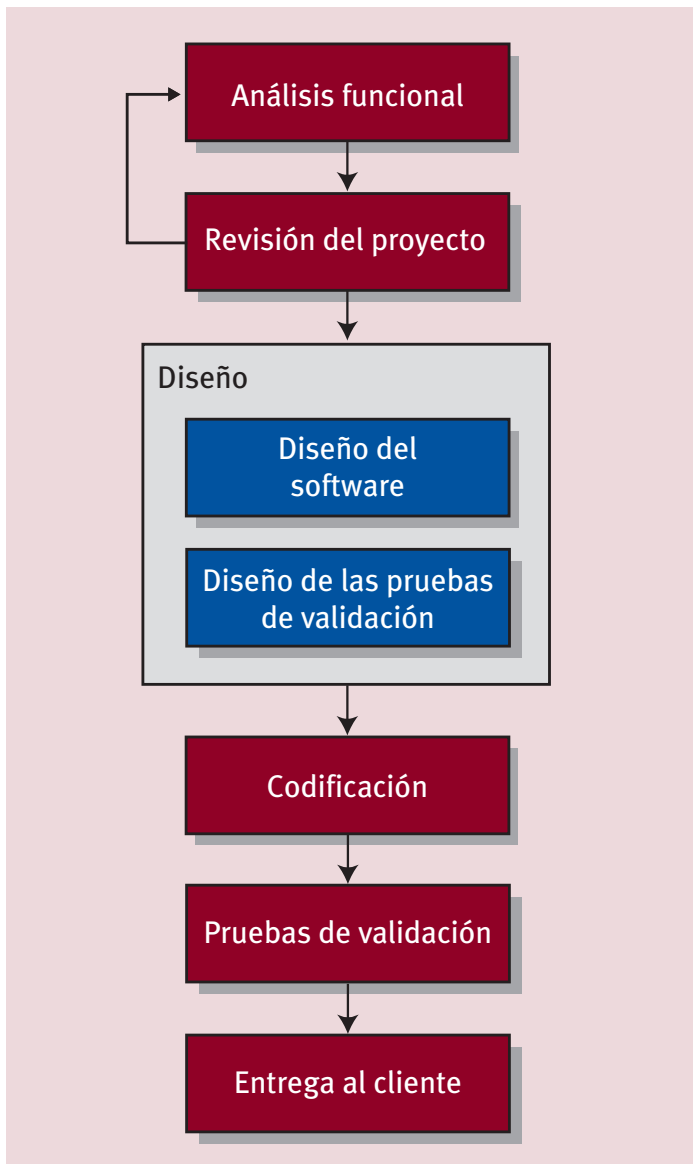 Análisis funcional
Revisión del proyecto
Diseño
Diseño del
software
Diseño de las pruebas
de validación
Codificación
Pruebas de validación
Entrega al cliente